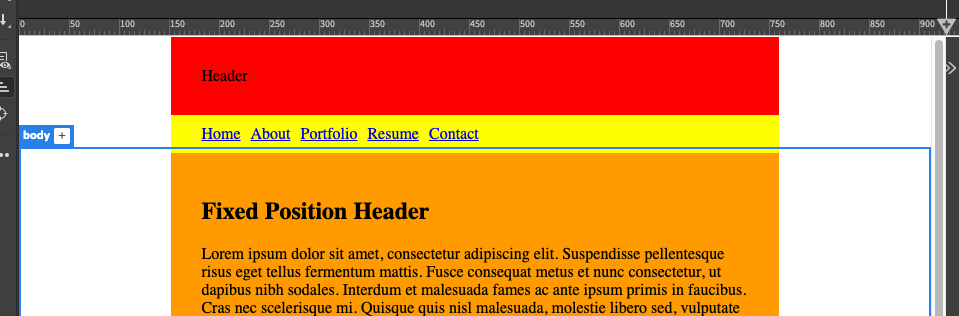 0 50 100 150 200 250 300 350 400 450 500 550 600 650 700 750 800 850 900
Header
Home About Portfolio Resume Contact
body +
Fixed Position Header
Lorem ipsum dolor sit amet, consectetur adipiscing elit. Suspendisse pellentesque
risus eget tellus fermentum mattis. Fusce consequat metus et nunc consectetur, ut
dapibus nibh sodales. Interdum et malesuada fames ac ante ipsum primis in faucibus.
Cras nec scelerisque mi. Quisque quis nisl malesuada, molestie libero sed, vulputate